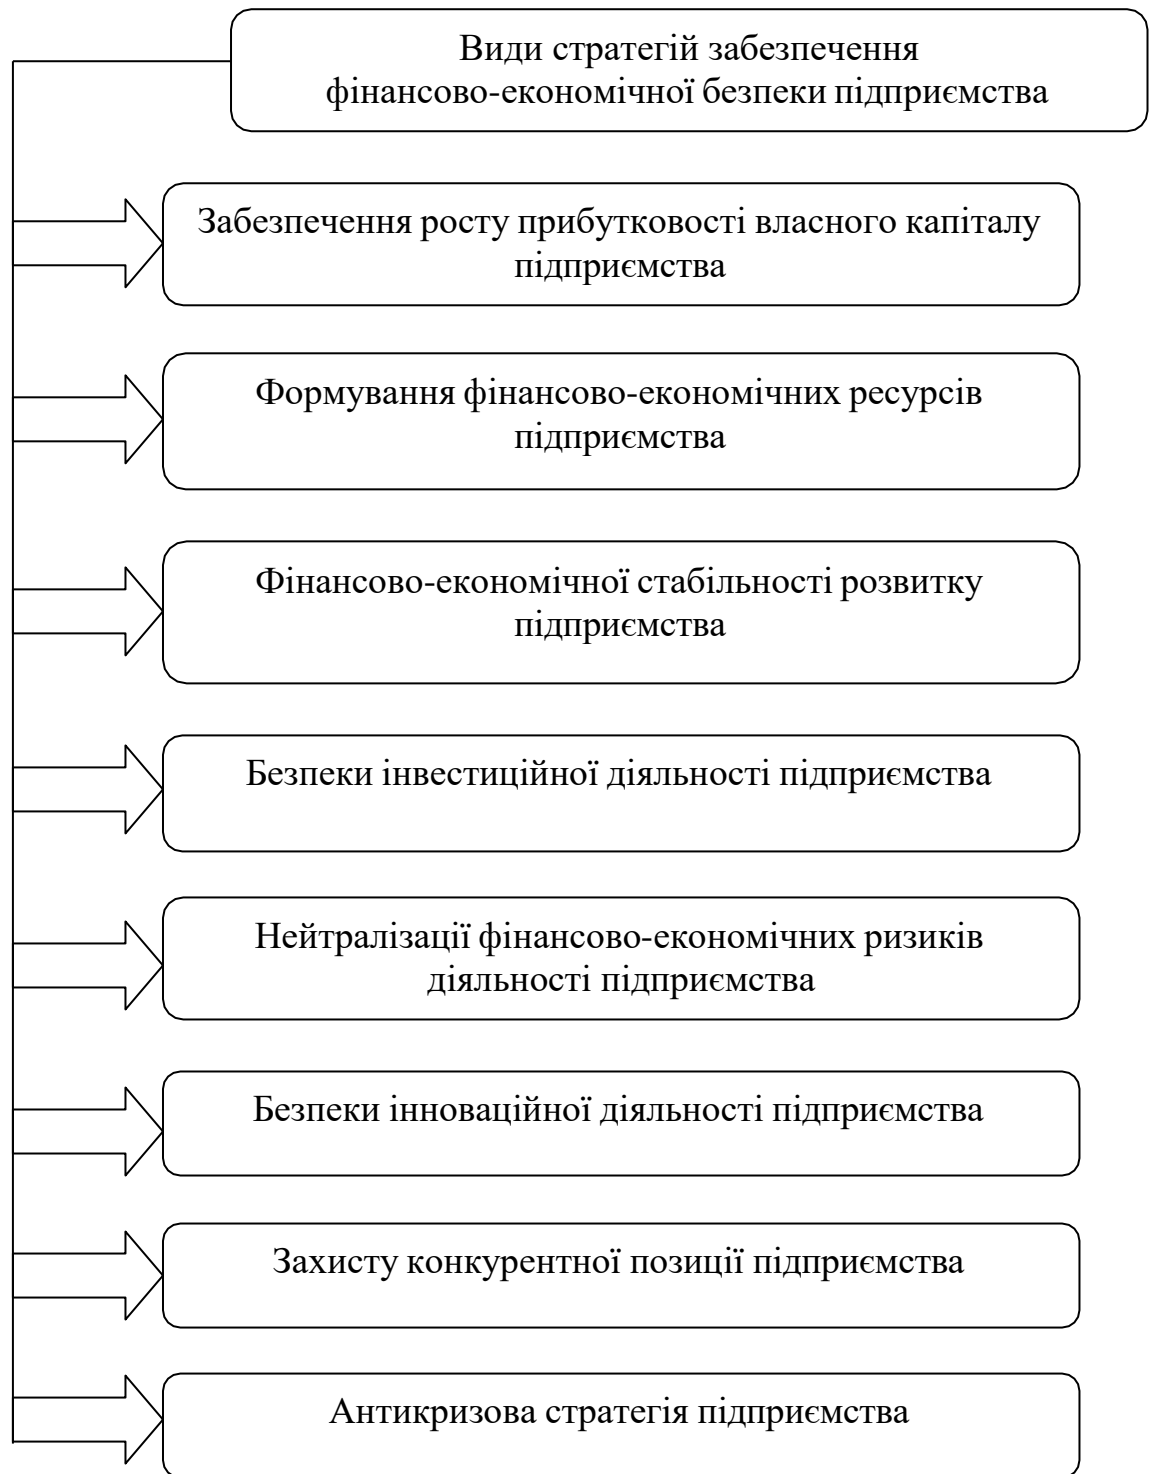 Види стратегій забезпечення
фінансово-економічної безпеки підприємства
Забезпечення росту прибутковості власного капіталу
підприємства
Формування фінансово-економічних ресурсів
підприємства
Фінансово-економічної стабільності розвитку
підприємства
Безпеки інвестиційної діяльності підприємства
Нейтралізації фінансово-економічних ризиків
діяльності підприємства
Безпеки інноваційної діяльності підприємства
Захисту конкурентної позиції підприємства
Антикризова стратегія підприємства